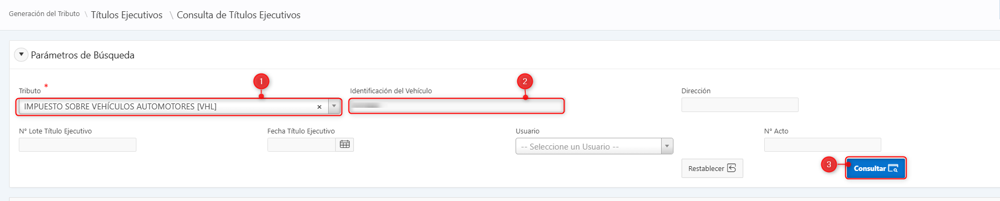 Generación del Tributo \ Títulos Ejecutivos \ Consulta de Títulos Ejecutivos
Parámetros de Búsqueda
1
2
Tributo * Identificación del Vehículo Dirección
IMPUESTO SOBRE VEHÍCULOS AUTOMOTORES [VHL] ×
N° Lote Título Ejecutivo Fecha Título Ejecutivo Usuario N° Acto
-- Seleccione un Usuario --
Restablecer 3 Consultar